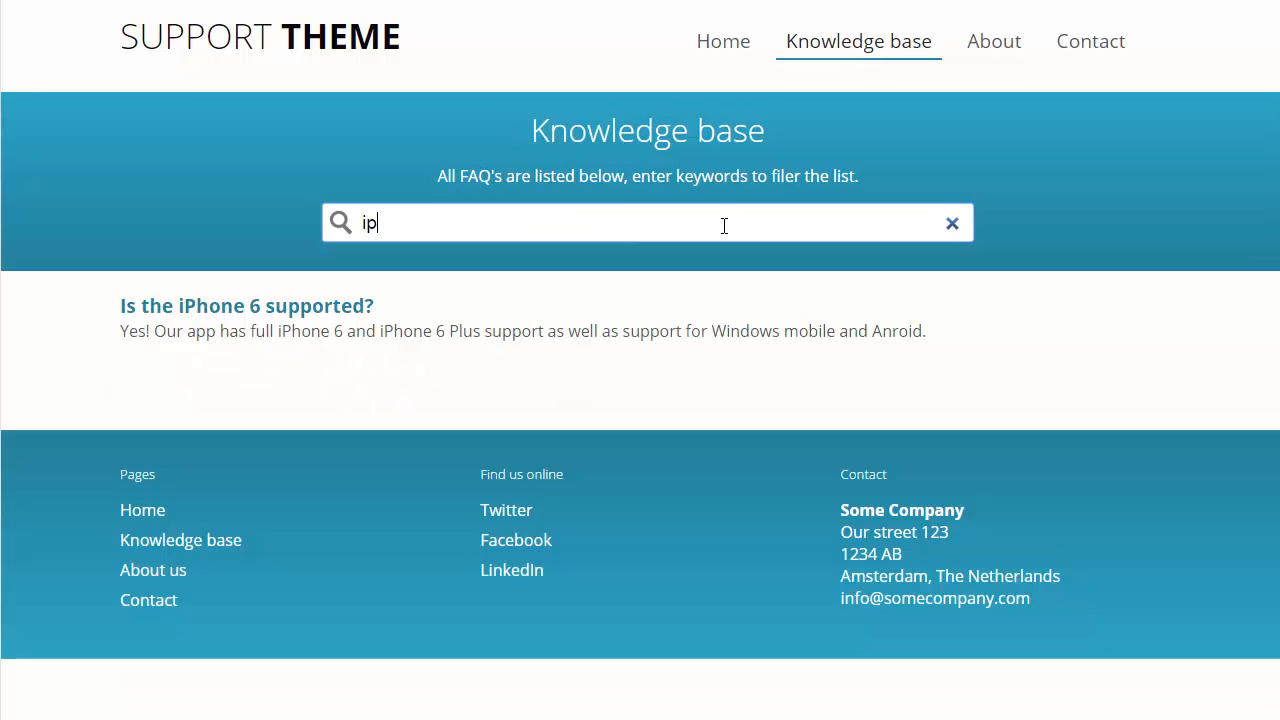 SUPPORT THEME
Home Knowledge base About Contact
Knowledge base
All FAQ's are listed below, enter keywords to filer the list.
ip
Is the iPhone 6 supported?
Yes! Our app has full iPhone 6 and iPhone 6 Plus support as well as support for Windows mobile and Anroid.
Pages
Home
Knowledge base
About us
Contact
Find us online
Twitter
Facebook
LinkedIn
Contact
Some Company
Our street 123
1234 AB
Amsterdam, The Netherlands
info@somecompany.com